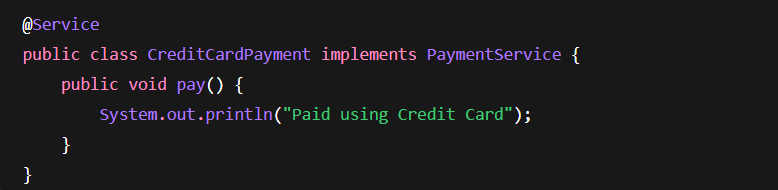 @Service
public class CreditCardPayment implements PaymentService {
    public void pay() {
        System.out.println("Paid using Credit Card");
    }
}